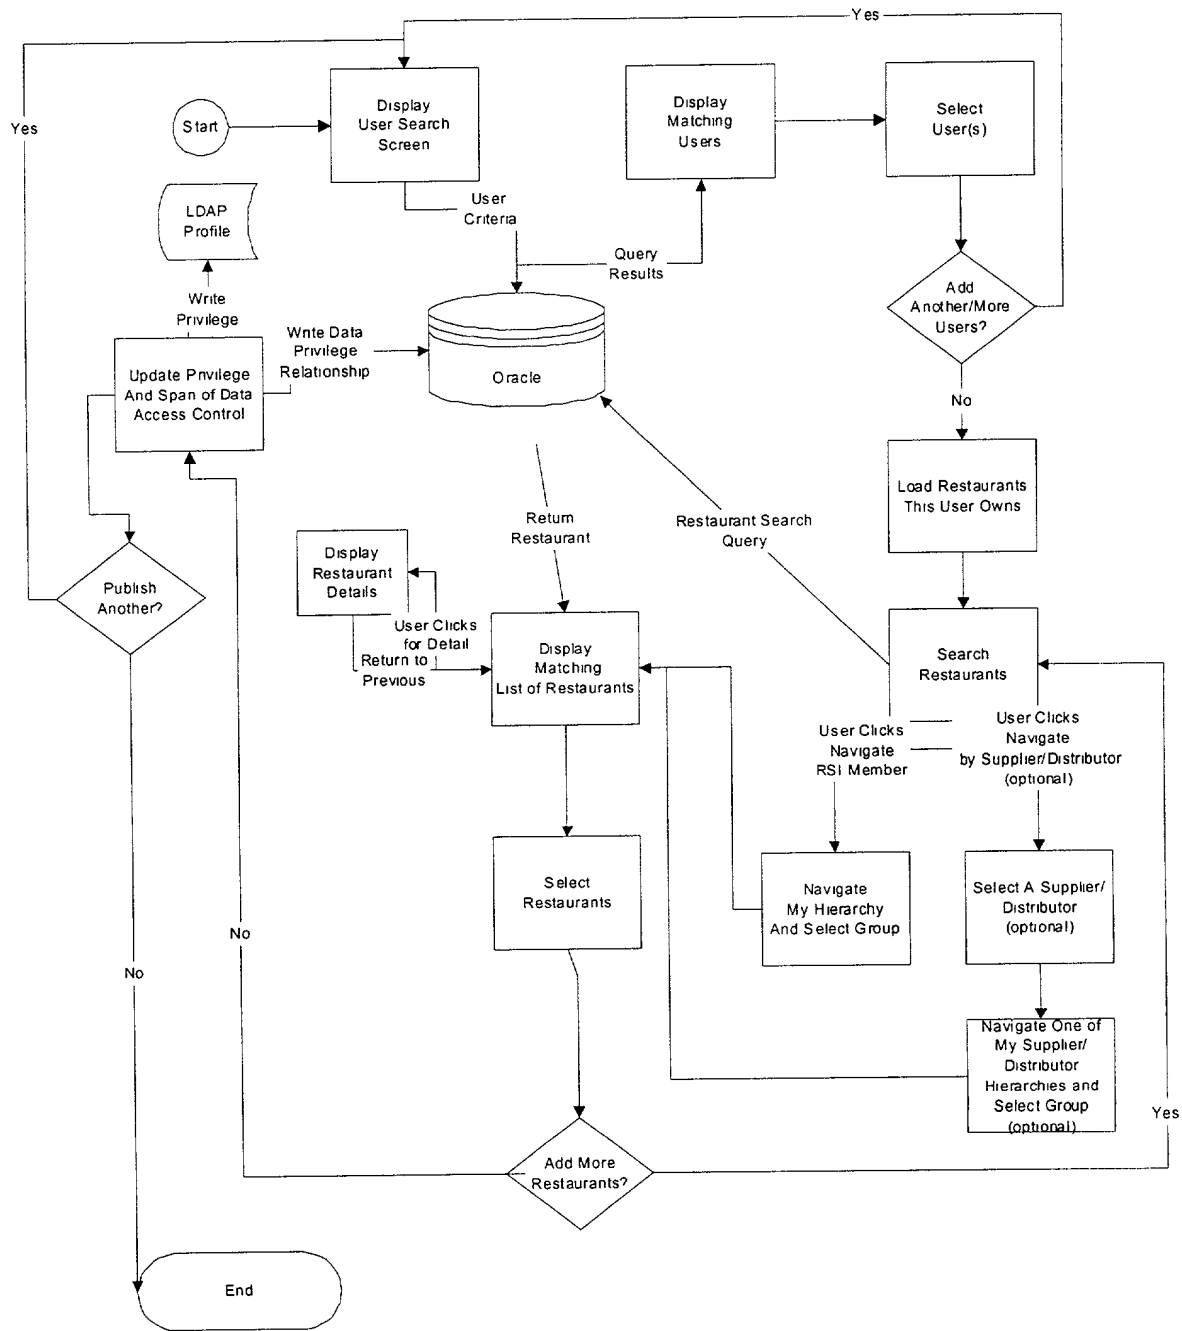 Yes
Yes
Start
Display
User Search
Screen
Display
Matching
Users
Select
User(s)
LDAP
Profile
User
Criteria
Query
Results
Add
Another/More
Users?
Write
Privilege
Write Data
Privilege
Relationship
Oracle
Update Privilege
And Span of Data
Access Control
No
Load Restaurants
This User Owns
Return
Restaurant
Restaurant Search
Query
Display
Restaurant
Details
Publish
Another?
User Clicks
for Detail
Return to
Previous
Display
Matching
List of Restaurants
Search
Restaurants
User Clicks
Navigate
RSI Member
User Clicks
Navigate
by Supplier/Distributor
(optional)
Select
Restaurants
Navigate
My Hierarchy
And Select Group
Select A Supplier/
Distributor
(optional)
No
No
Navigate One of
My Supplier/
Distributor
Hierarchies and
Select Group
(optional)
Yes
Add More
Restaurants?
End